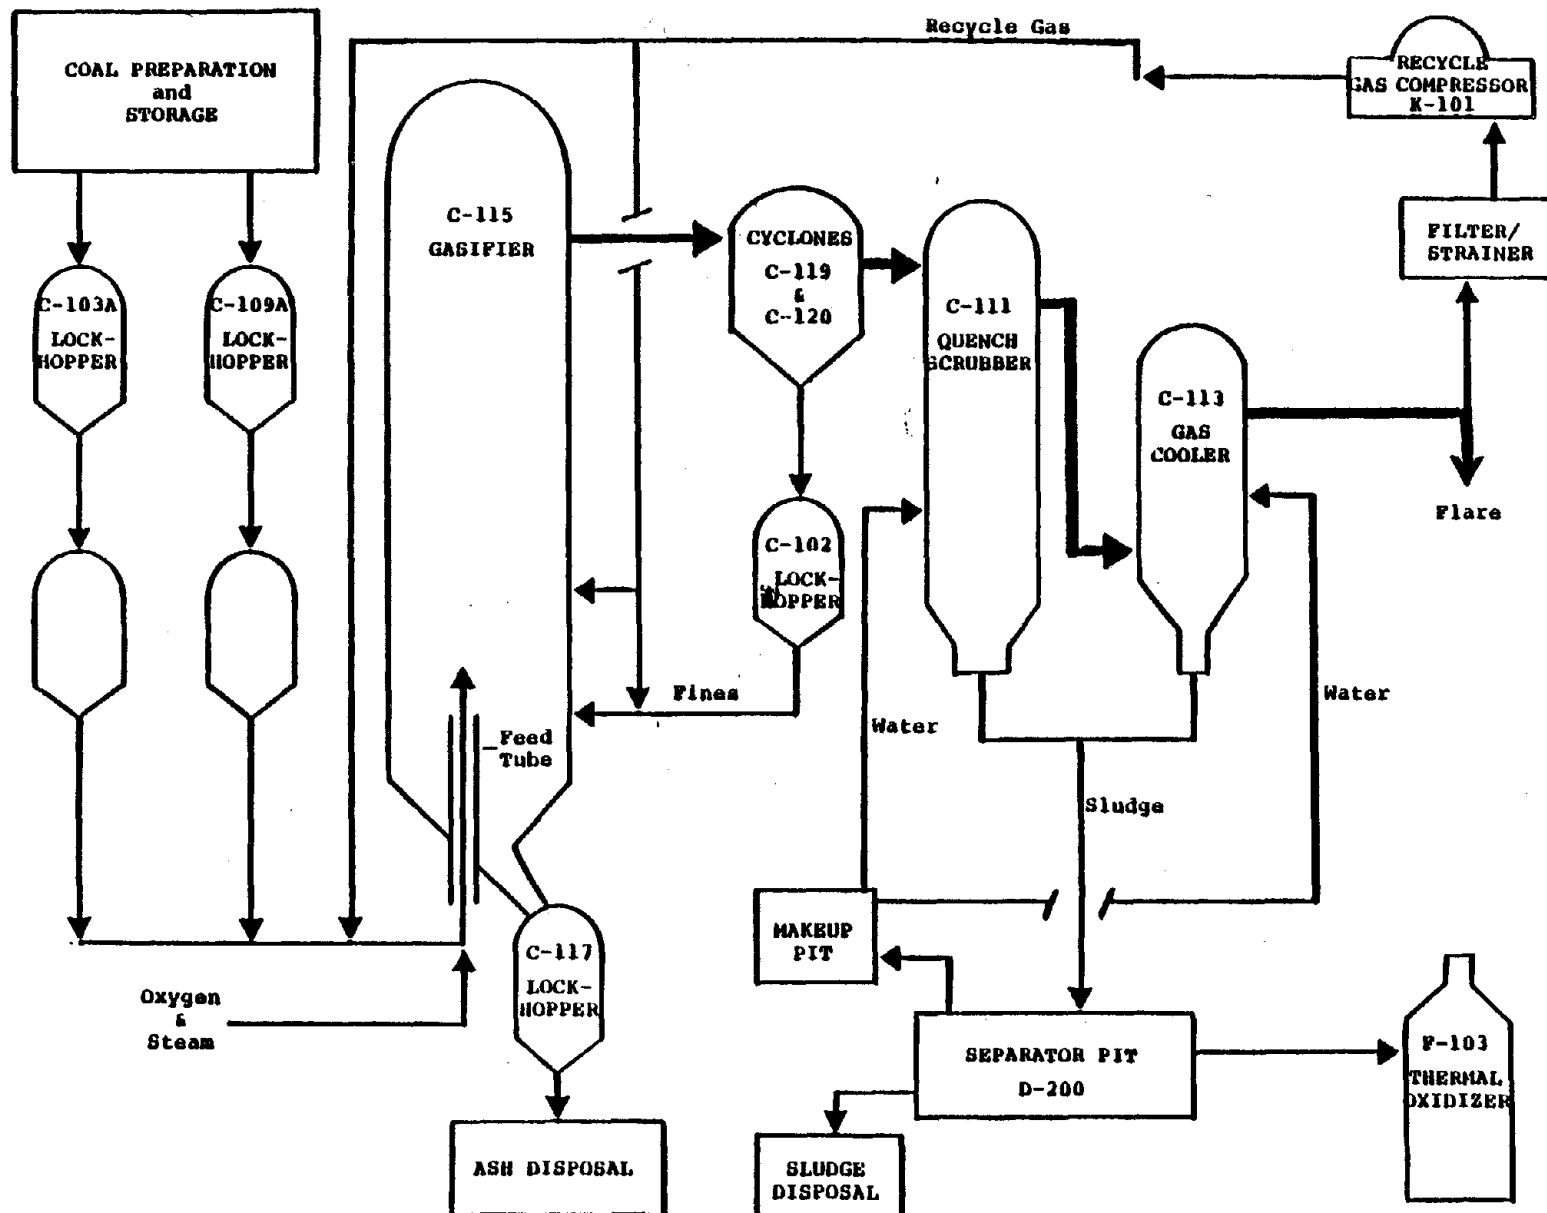 Recycle Gas
RECYCLE
GAS COMPRESSOR
K-101
COAL PREPARATION
and
STORAGE
C-115
GASIFIER
CYCLONES
C-119
&
C-120
FILTER/
STRAINER
C-103A
LOCK-
HOPPER
C-109A
LOCK-
HOPPER
C-111
QUENCH
SCRUBBER
C-113
GAS
COOLER
Flare
C-102
LOCK-
HOPPER
Fines
Water
Water
Feed
Tube
Sludge
MAKEUP
PIT
C-117
LOCK-
HOPPER
Oxygen
&
Steam
SEPARATOR PIT
D-200
F-103
THERMAL
OXIDIZER
ASH DISPOSAL
SLUDGE
DISPOSAL